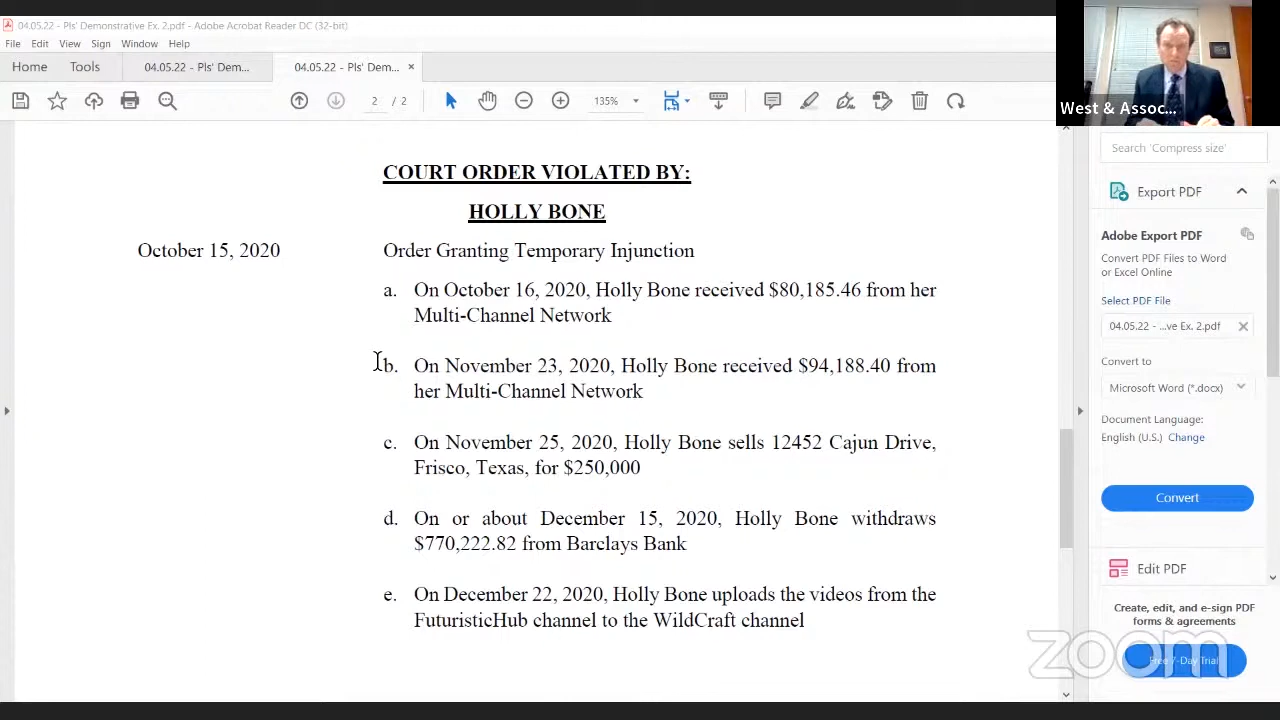 04.05.22 - Pls' Demonstrative Ex. 2.pdf - Adobe Acrobat Reader DC (32-bit)
File Edit View Sign Window Help
Home Tools 04.05.22 - Pls' Dem... 04.05.22 - Pls' Dem... ×
2 / 2 135%
West & Assoc...
COURT ORDER VIOLATED BY:
HOLLY BONE
October 15, 2020 Order Granting Temporary Injunction
a. On October 16, 2020, Holly Bone received $80,185.46 from her
Multi-Channel Network
b. On November 23, 2020, Holly Bone received $94,188.40 from
her Multi-Channel Network
c. On November 25, 2020, Holly Bone sells 12452 Cajun Drive,
Frisco, Texas, for $250,000
d. On or about December 15, 2020, Holly Bone withdraws
$770,222.82 from Barclays Bank
e. On December 22, 2020, Holly Bone uploads the videos from the
FuturisticHub channel to the WildCraft channel
Search 'Compress size'
Export PDF
Adobe Export PDF
Convert PDF Files to Word
or Excel Online
Select PDF File
04.05.22 - ...ve Ex. 2.pdf
Convert to
Microsoft Word (*.docx)
Document Language:
English (U.S.) Change
Convert
Edit PDF
Create, edit, and e-sign PDF
forms & agreements
Free 7-Day Trial
zoom